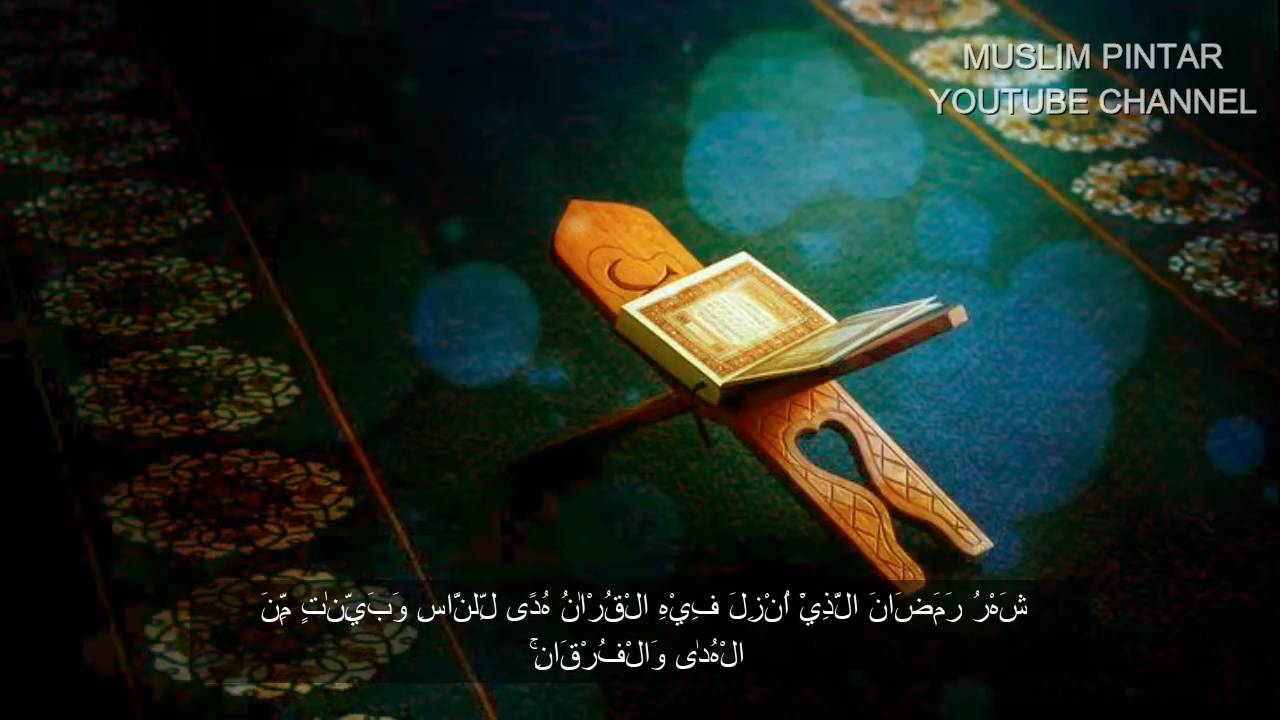 MUSLIM PINTAR
YOUTUBE CHANNEL
شَهْرُ رَمَضَانَ الَّذِيْٓ اُنْزِلَ فِيْهِ الْقُرْاٰنُ هُدًى لِّلنَّاسِ وَبَيِّنٰتٍ مِّنَ
الْهُدٰى وَالْفُرْقَانِۚ